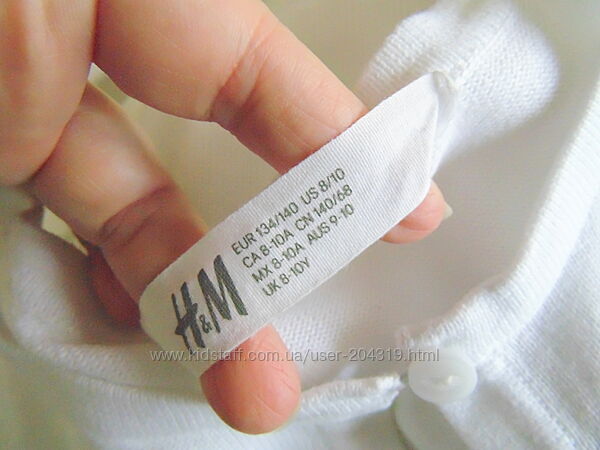 H&M
EUR 134/140 US 8/10
CA 8-10A CN 140/68
MX 8-10A AUS 9-10
UK 8-10Y
www.kidstaff.com.ua/user-204319.html